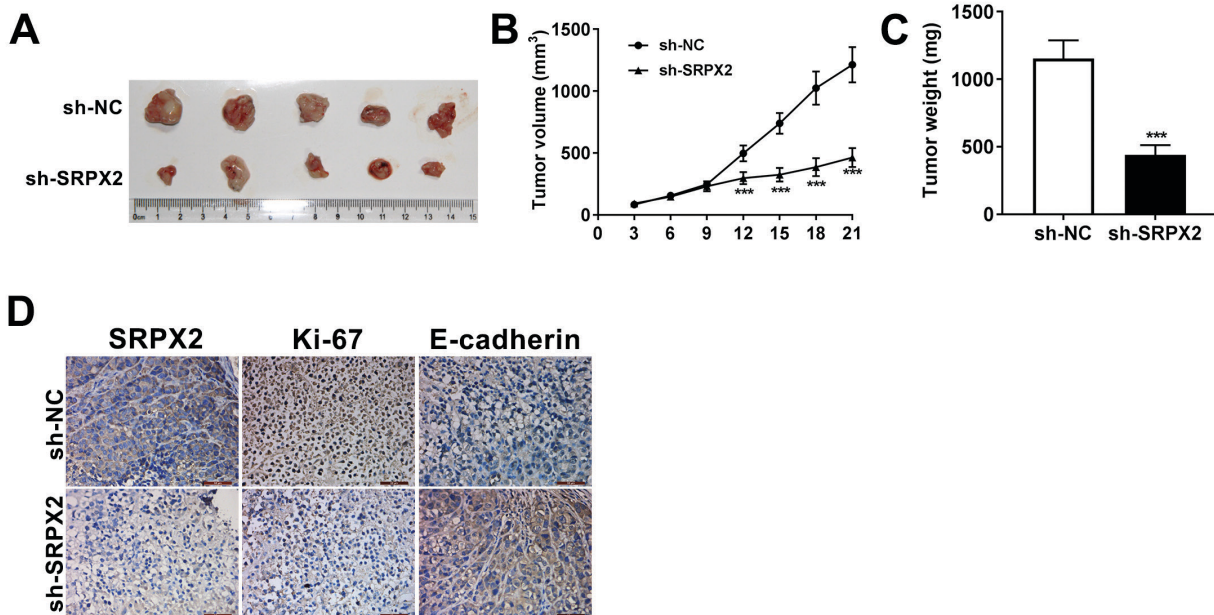 A
sh-NC
sh-SRPX2
0cm 1 2 3 4 5 6 7 8 9 10 11 12 13 14 15
B
Tumor volume (mm³)
1500
1000
500
0
sh-NC
sh-SRPX2
*** *** *** ***
0 3 6 9 12 15 18 21
C
Tumor weight (mg)
1500
1000
500
0
***
sh-NC sh-SRPX2
D
SRPX2 Ki-67 E-cadherin
sh-NC
sh-SRPX2